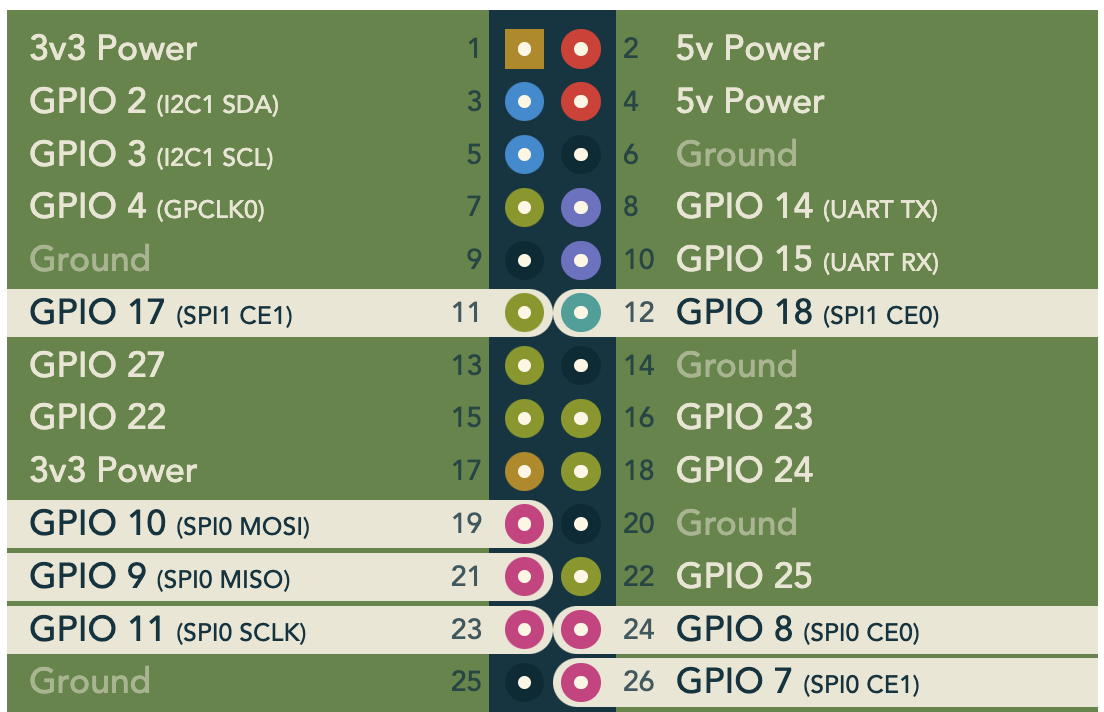 3v3 Power 1 2 5v Power
GPIO 2 (I2C1 SDA) 3 4 5v Power
GPIO 3 (I2C1 SCL) 5 6 Ground
GPIO 4 (GPCLK0) 7 8 GPIO 14 (UART TX)
Ground 9 10 GPIO 15 (UART RX)
GPIO 17 (SPI1 CE1) 11 12 GPIO 18 (SPI1 CE0)
GPIO 27 13 14 Ground
GPIO 22 15 16 GPIO 23
3v3 Power 17 18 GPIO 24
GPIO 10 (SPI0 MOSI) 19 20 Ground
GPIO 9 (SPI0 MISO) 21 22 GPIO 25
GPIO 11 (SPI0 SCLK) 23 24 GPIO 8 (SPI0 CE0)
Ground 25 26 GPIO 7 (SPI0 CE1)